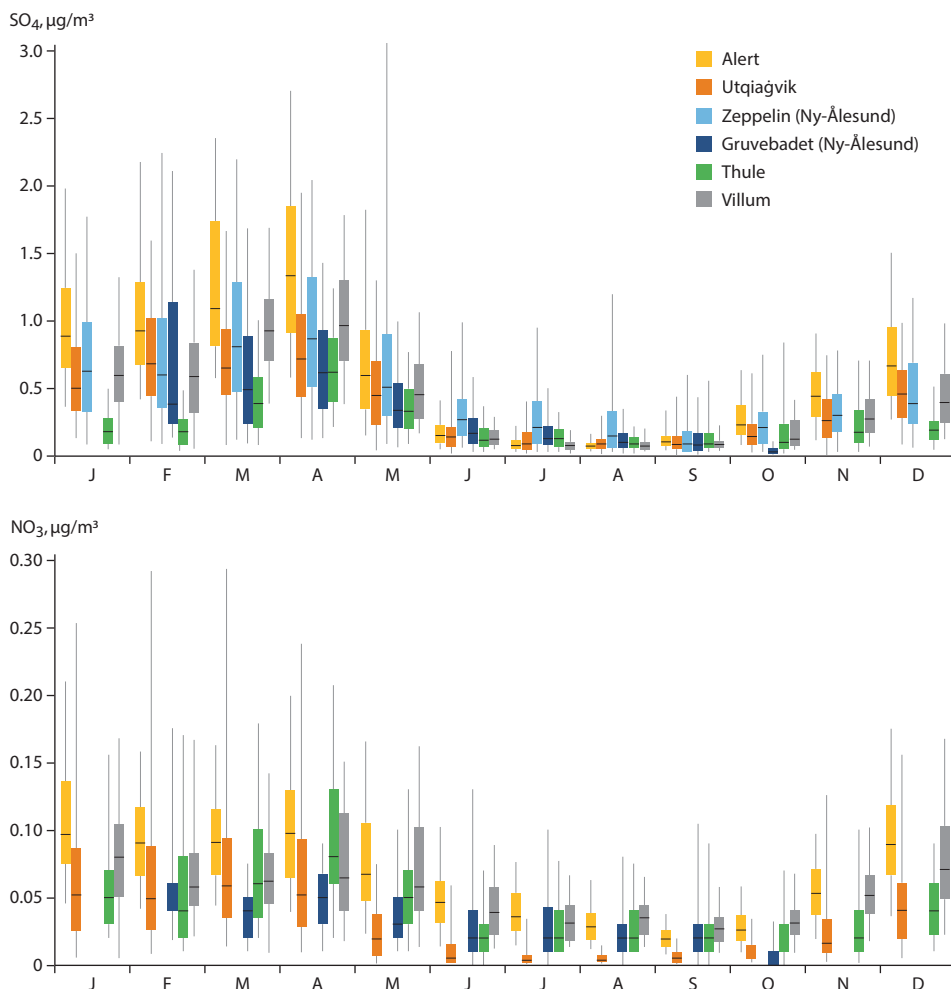 SO₄, µg/m³
3.0
2.5
2.0
1.5
1.0
0.5
0
Alert
Utqiaġvik
Zeppelin (Ny-Ålesund)
Gruvebadet (Ny-Ålesund)
Thule
Villum
J F M A M J J A S O N D
NO₃, µg/m³
0.30
0.25
0.20
0.15
0.10
0.05
0
J F M A M J J A S O N D